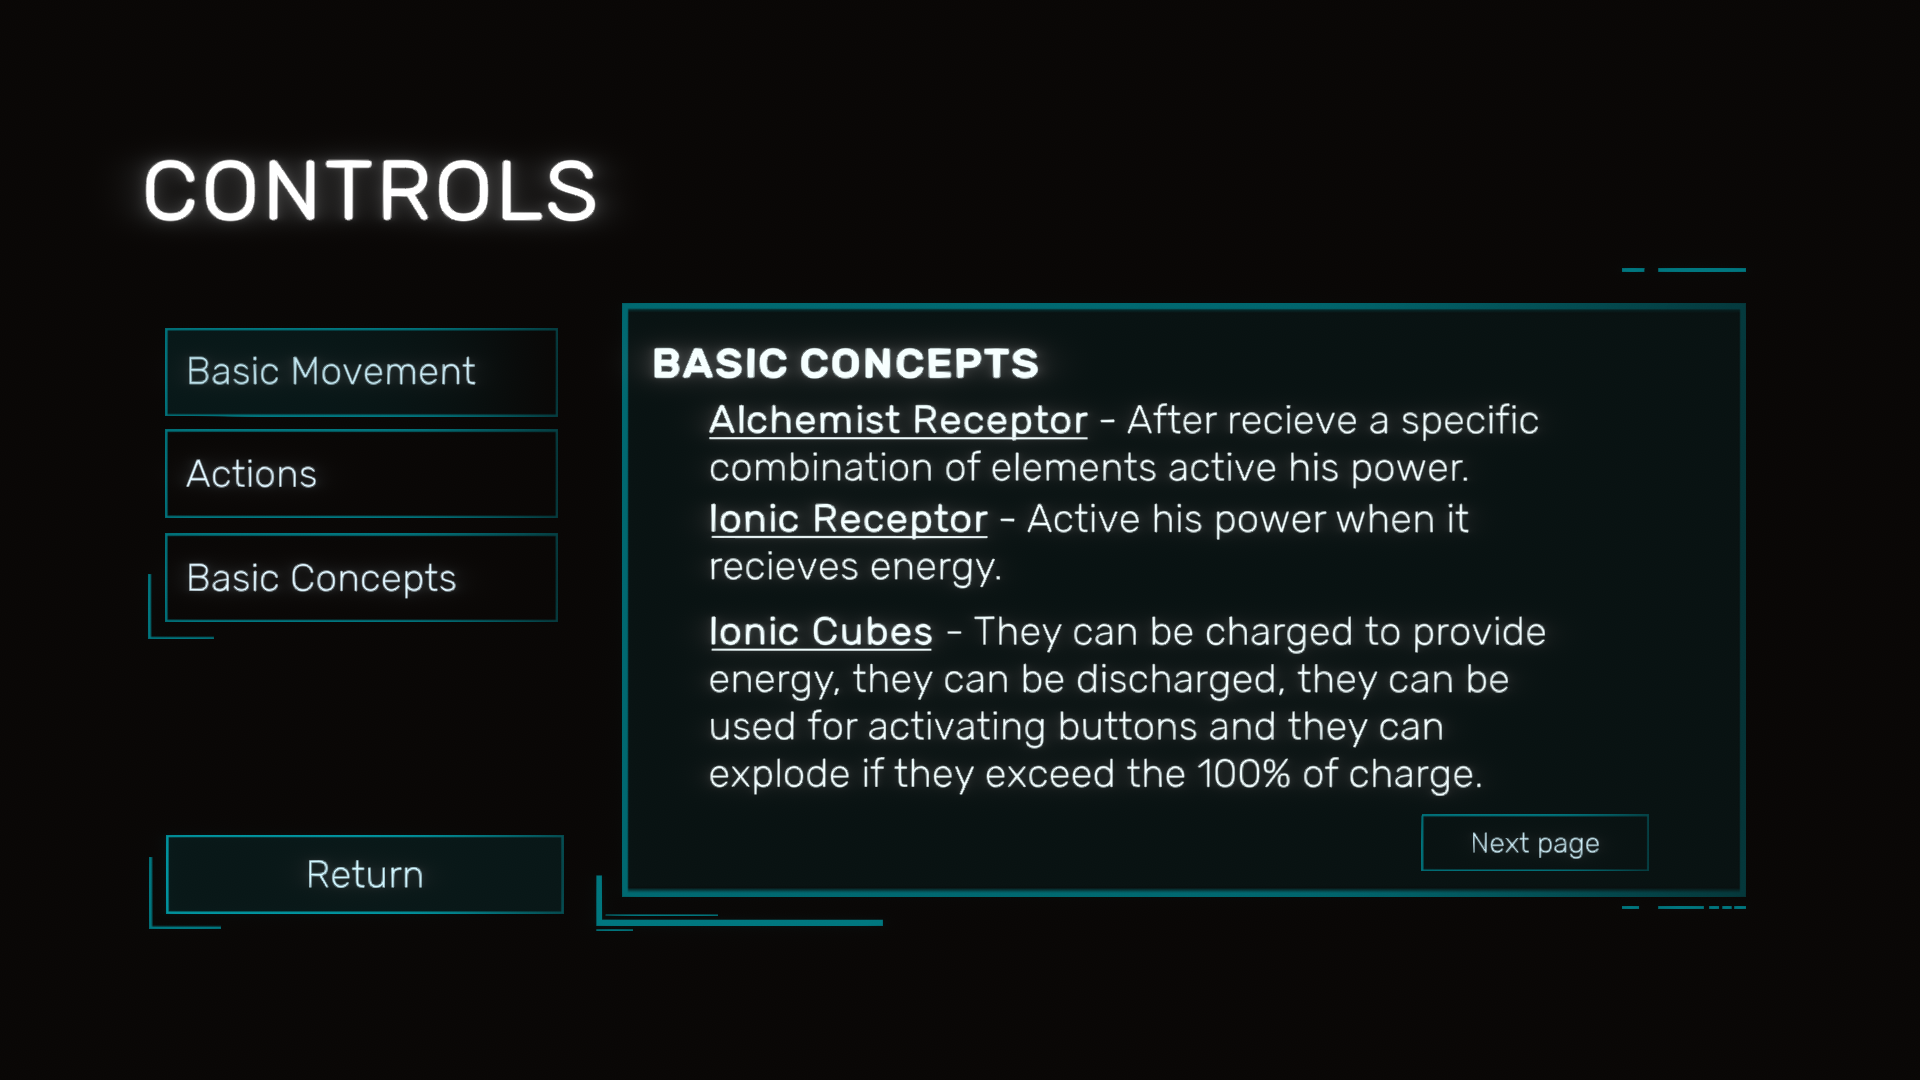 CONTROLS
Basic Movement
Actions
Basic Concepts
Return
BASIC CONCEPTS
Alchemist Receptor - After recieve a specific
combination of elements active his power.
Ionic Receptor - Active his power when it
recieves energy.
Ionic Cubes - They can be charged to provide
energy, they can be discharged, they can be
used for activating buttons and they can
explode if they exceed the 100% of charge.
Next page